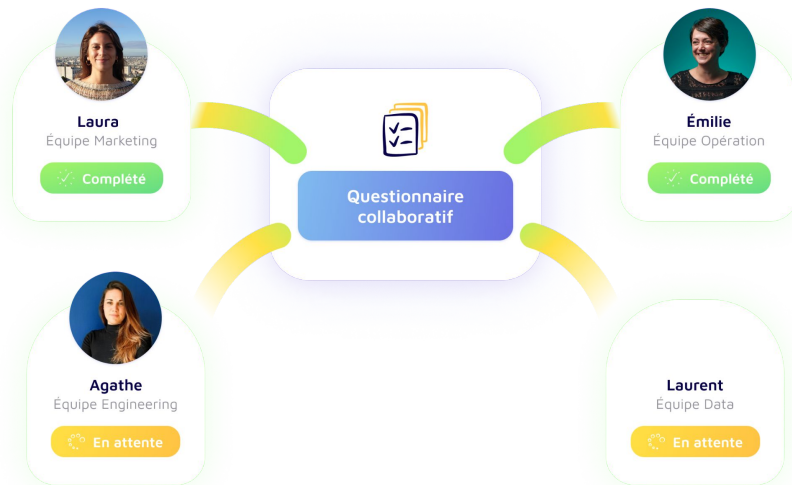 Laura
Équipe Marketing
Complété
Questionnaire
collaboratif
Émilie
Équipe Opération
Complété
Agathe
Équipe Engineering
En attente
Laurent
Équipe Data
En attente